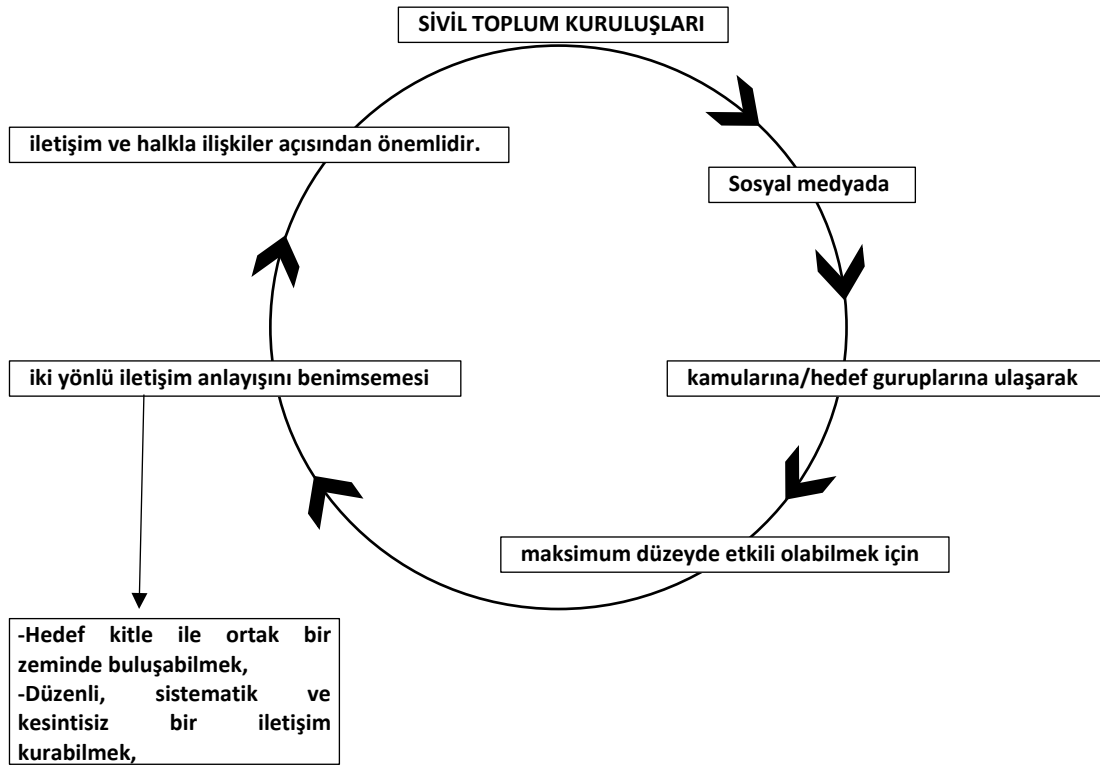 SİVİL TOPLUM KURULUŞLARI
iletişim ve halkla ilişkiler açısından önemlidir.
Sosyal medyada
iki yönlü iletişim anlayışını benimsemesi
kamularına/hedef guruplarına ulaşarak
maksimum düzeyde etkili olabilmek için
-Hedef kitle ile ortak bir
zeminde buluşabilmek,
-Düzenli, sistematik ve
kesintisiz bir iletişim
kurabilmek,